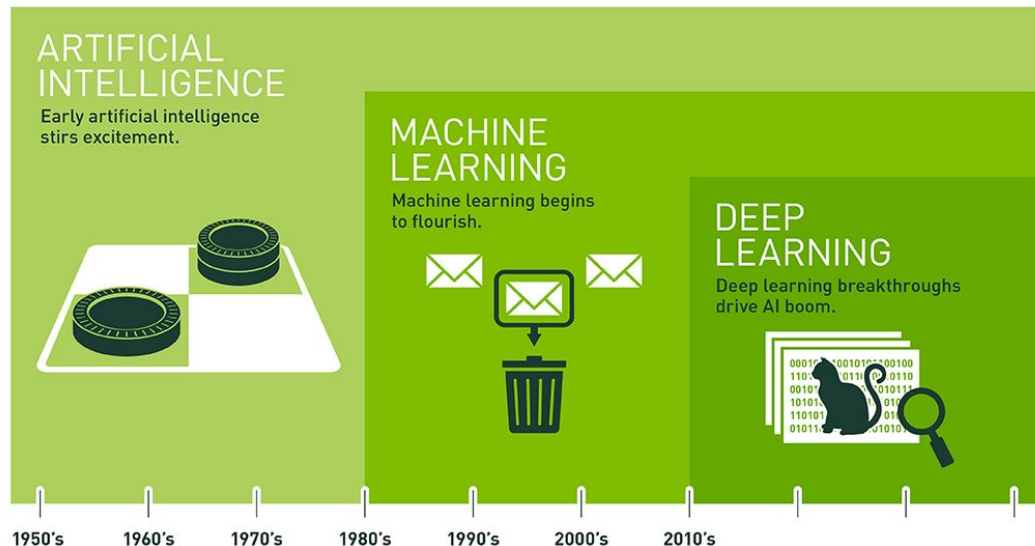 ARTIFICIAL
INTELLIGENCE
Early artificial intelligence
stirs excitement.
MACHINE
LEARNING
Machine learning begins
to flourish.
DEEP
LEARNING
Deep learning breakthroughs
drive AI boom.
1950's 1960's 1970's 1980's 1990's 2000's 2010's